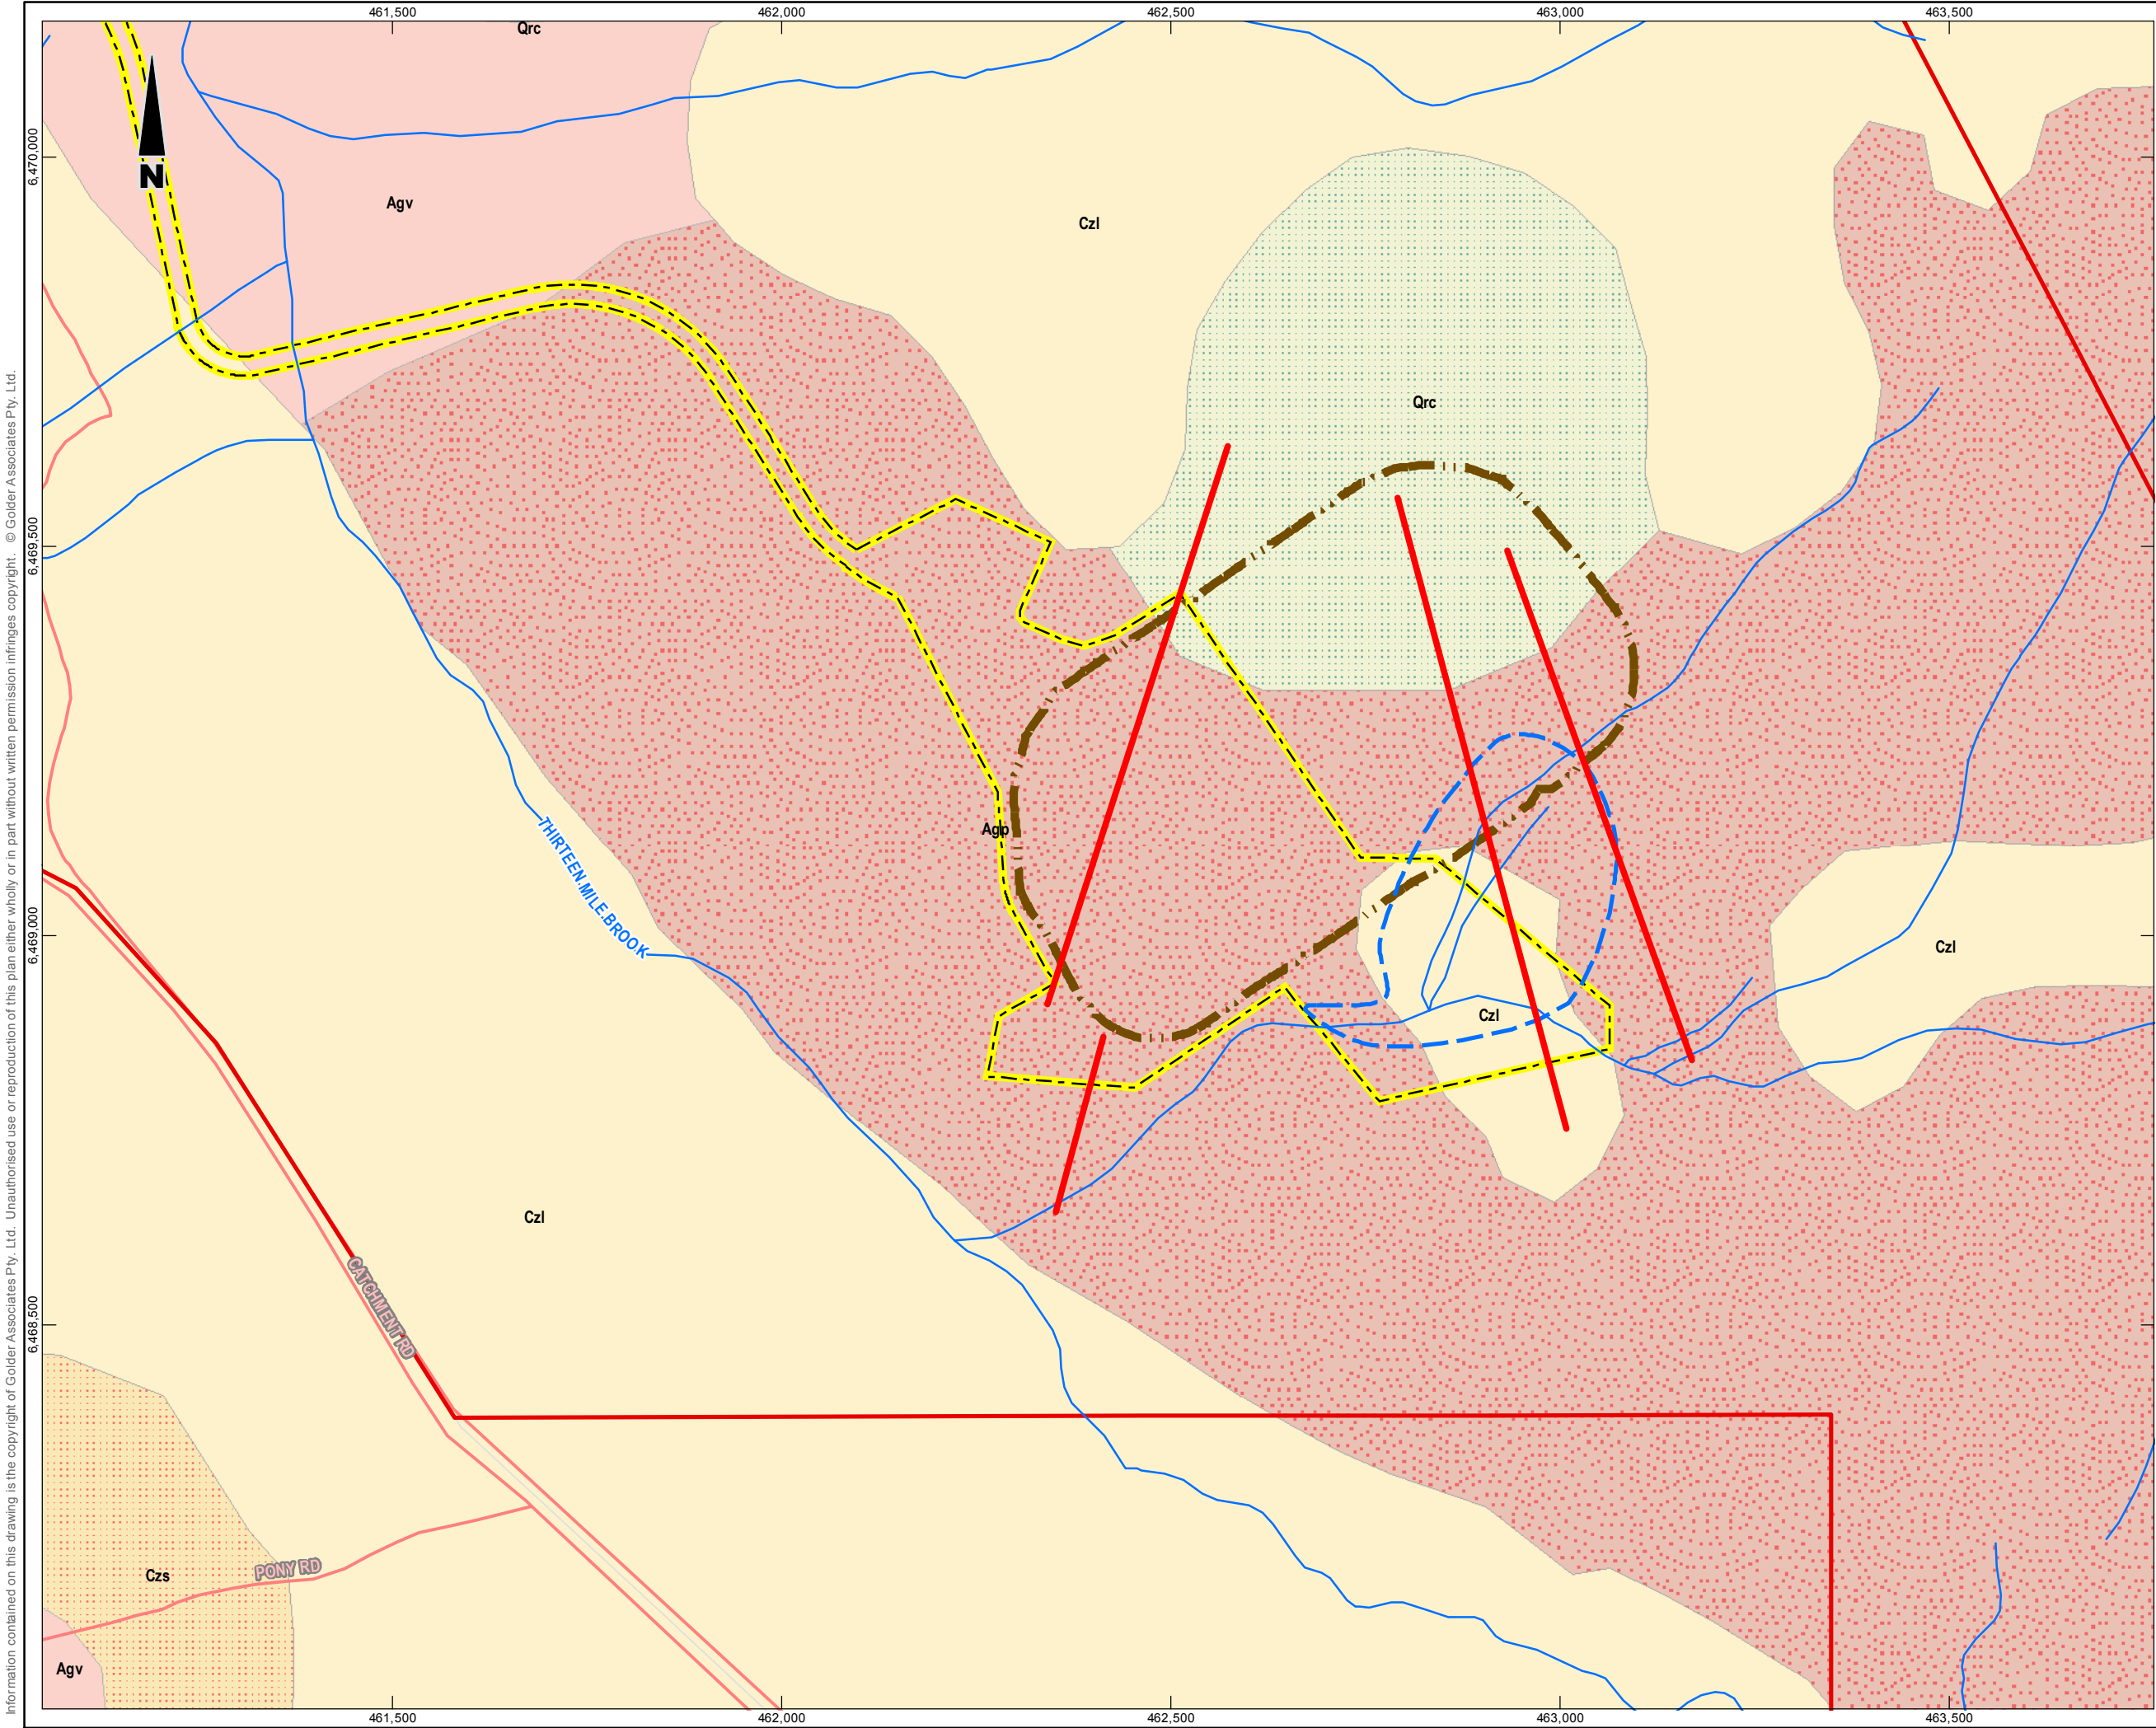 461,500
462,000
462,500
463,000
463,500
Qrc
6,470,000
N
Agv
Czl
Information contained on this drawing is the copyright of Golder Associates Pty. Ltd. Unauthorised use or reproduction of this plan either wholly or in part without written permission infringes copyright. © Golder Associates Pty. Ltd.
Qrc
6,469,500
Agp
THIRTEEN MILE BROOK
6,469,000
Czl
Czl
Czl
CATCHMENT RD
6,468,500
PONY RD
Czs
Agv
461,500
462,000
462,500
463,000
463,500